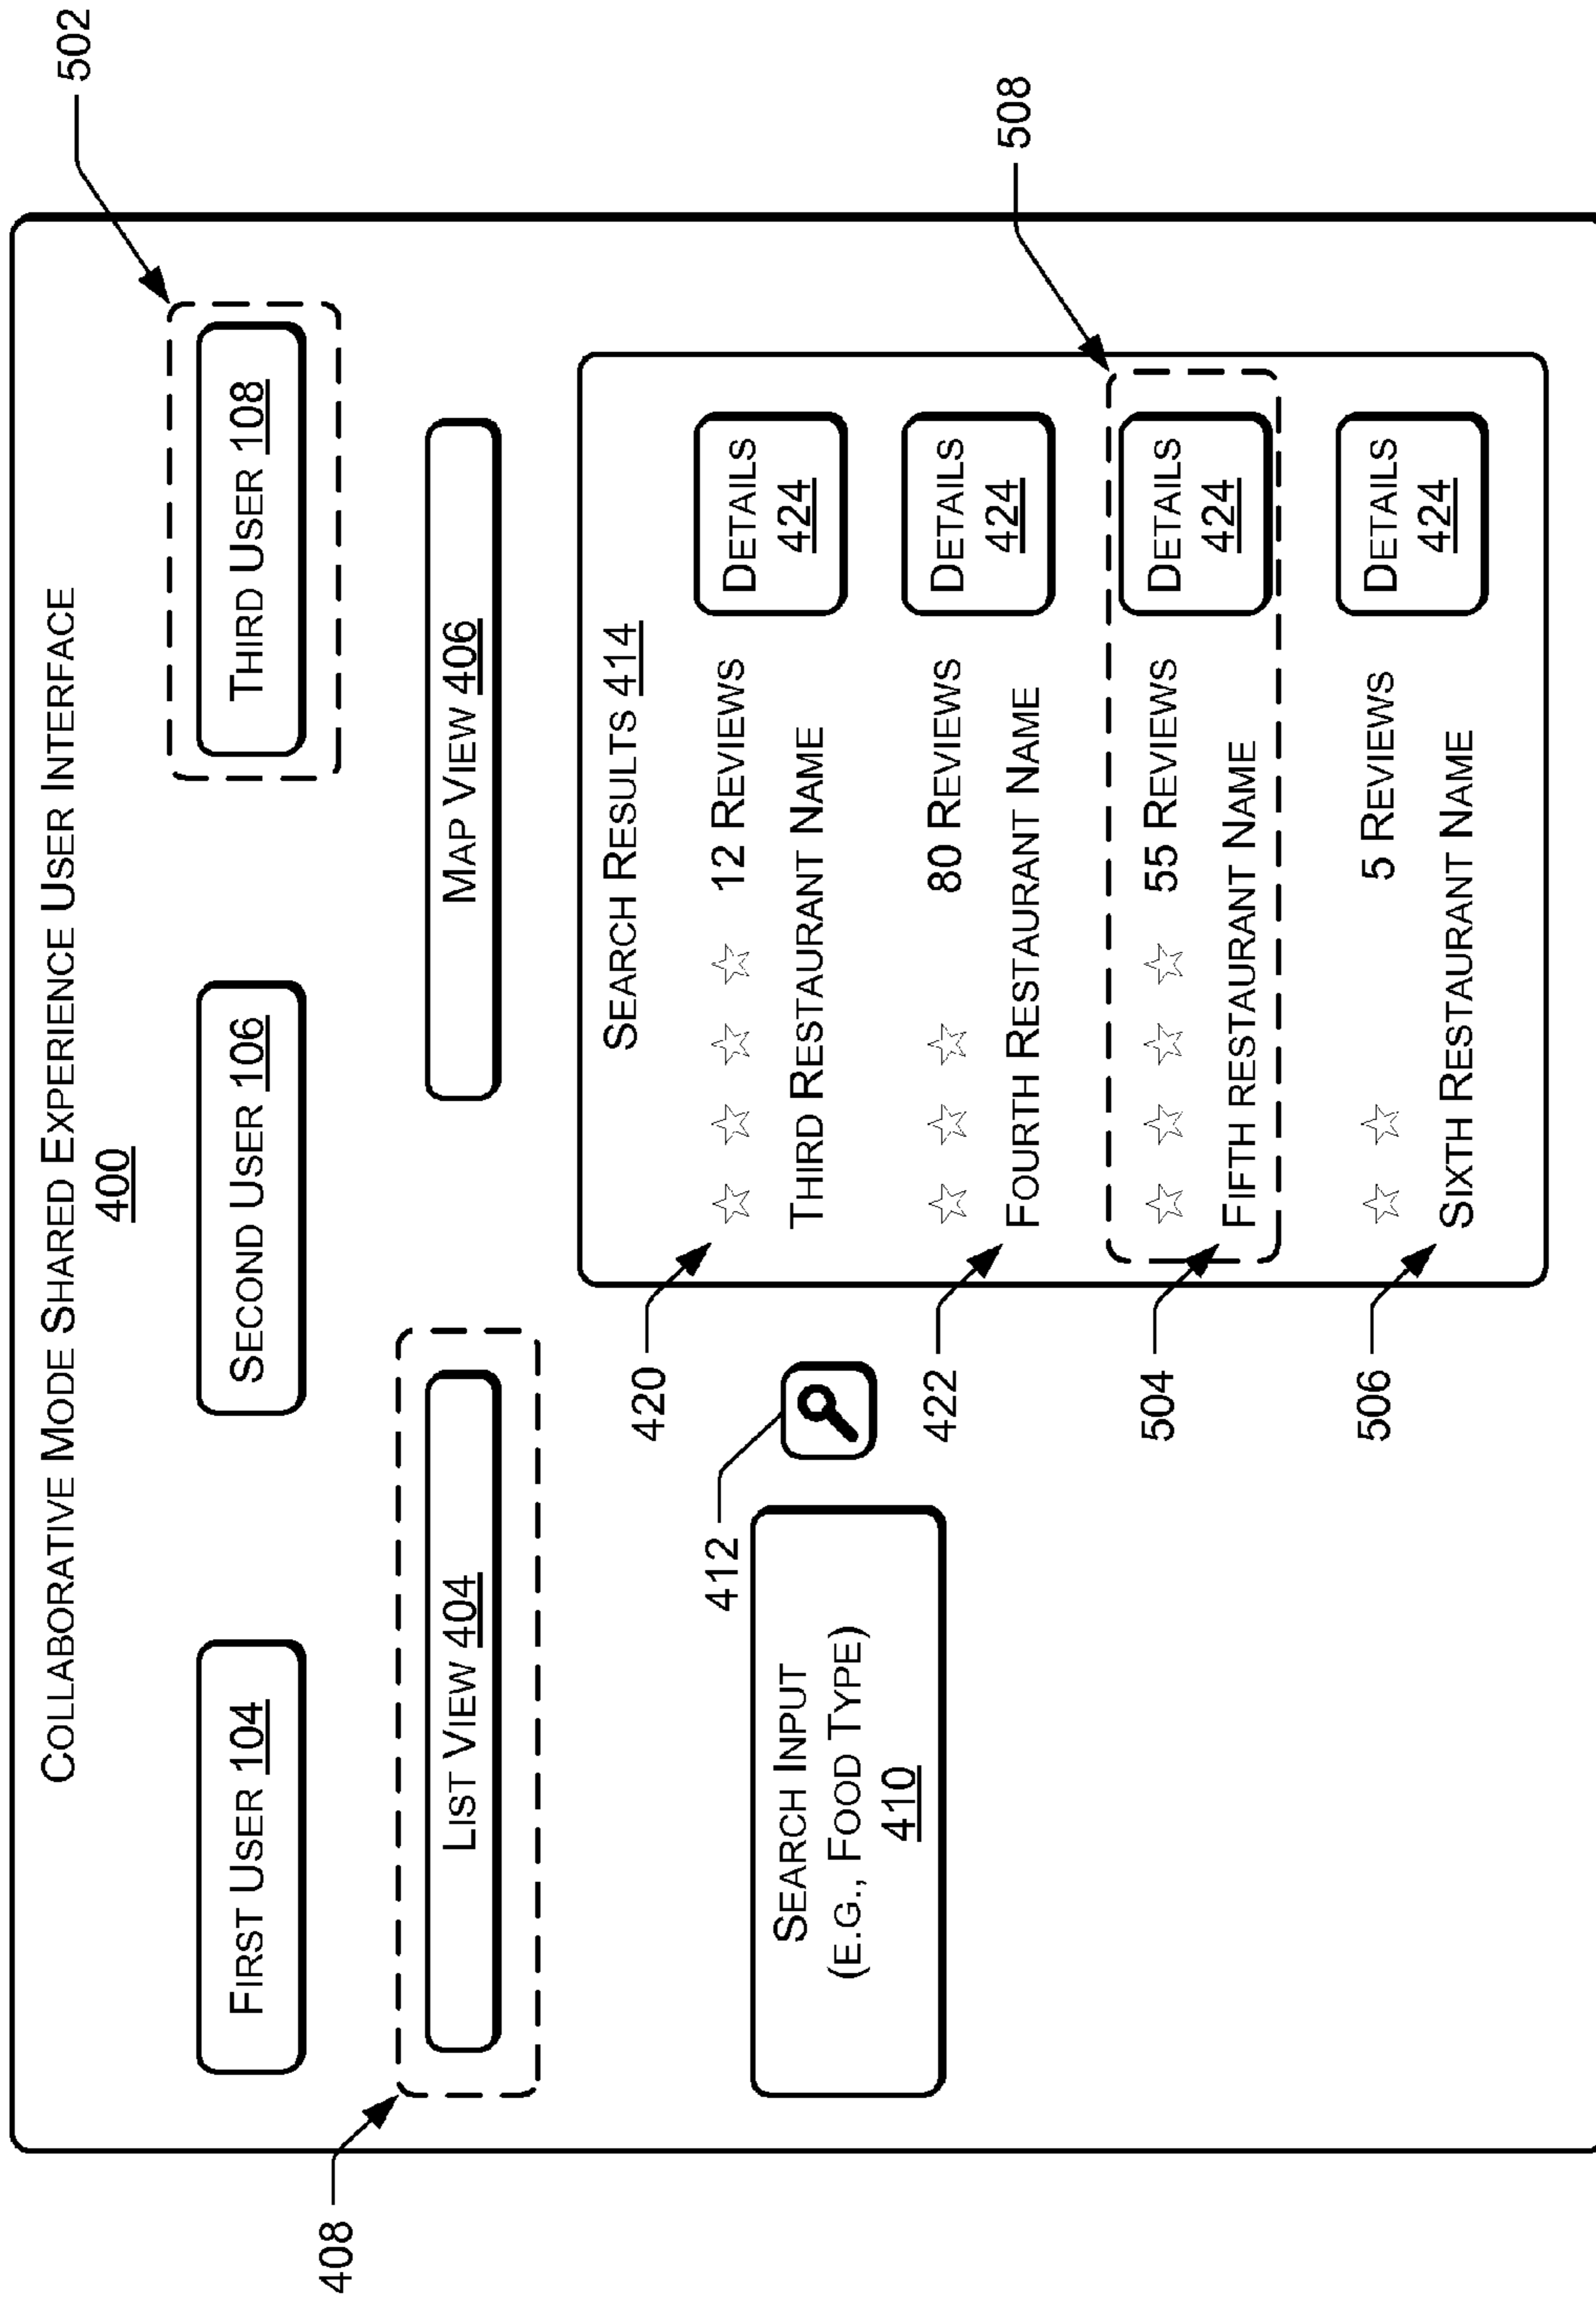 COLLABORATIVE MODE SHARED EXPERIENCE USER INTERFACE
400
502
FIRST USER 104
SECOND USER 106
THIRD USER 108
408
LIST VIEW 404
MAP VIEW 406
SEARCH RESULTS 414
412
SEARCH INPUT
(E.G., FOOD TYPE)
410
420
12 REVIEWS
THIRD RESTAURANT NAME
DETAILS
424
422
80 REVIEWS
FOURTH RESTAURANT NAME
DETAILS
424
508
504
55 REVIEWS
FIFTH RESTAURANT NAME
DETAILS
424
506
5 REVIEWS
SIXTH RESTAURANT NAME
DETAILS
424